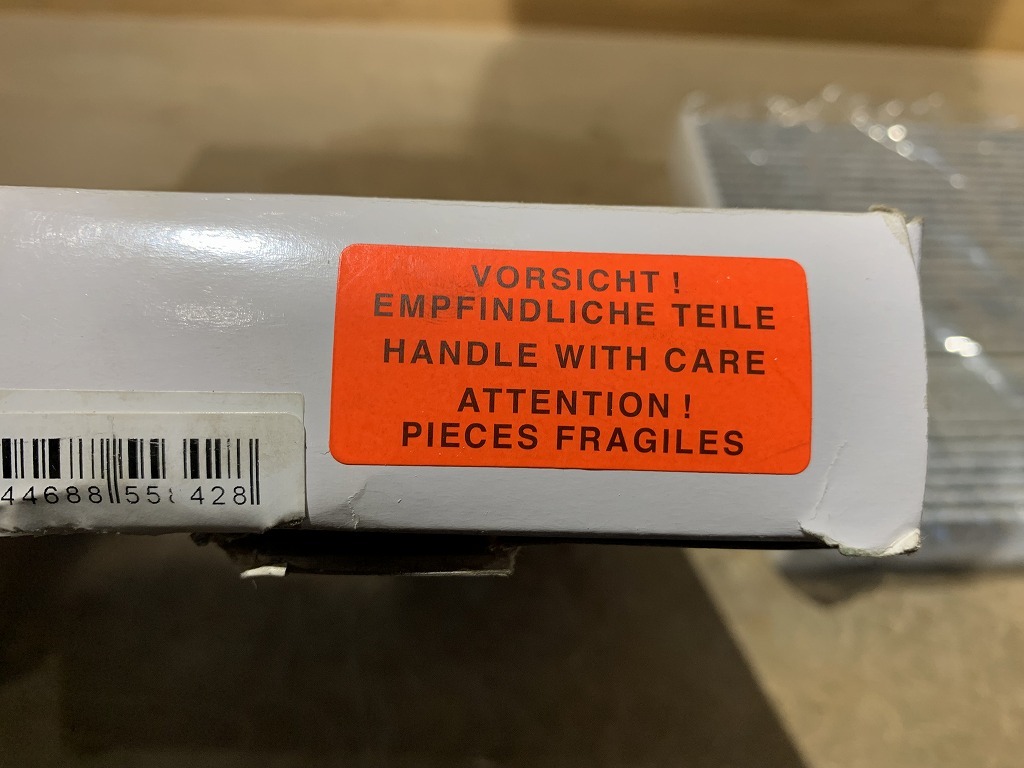 VORSICHT !
EMPFINDLICHE TEILE
HANDLE WITH CARE
ATTENTION !
PIECES FRAGILES
44688 428